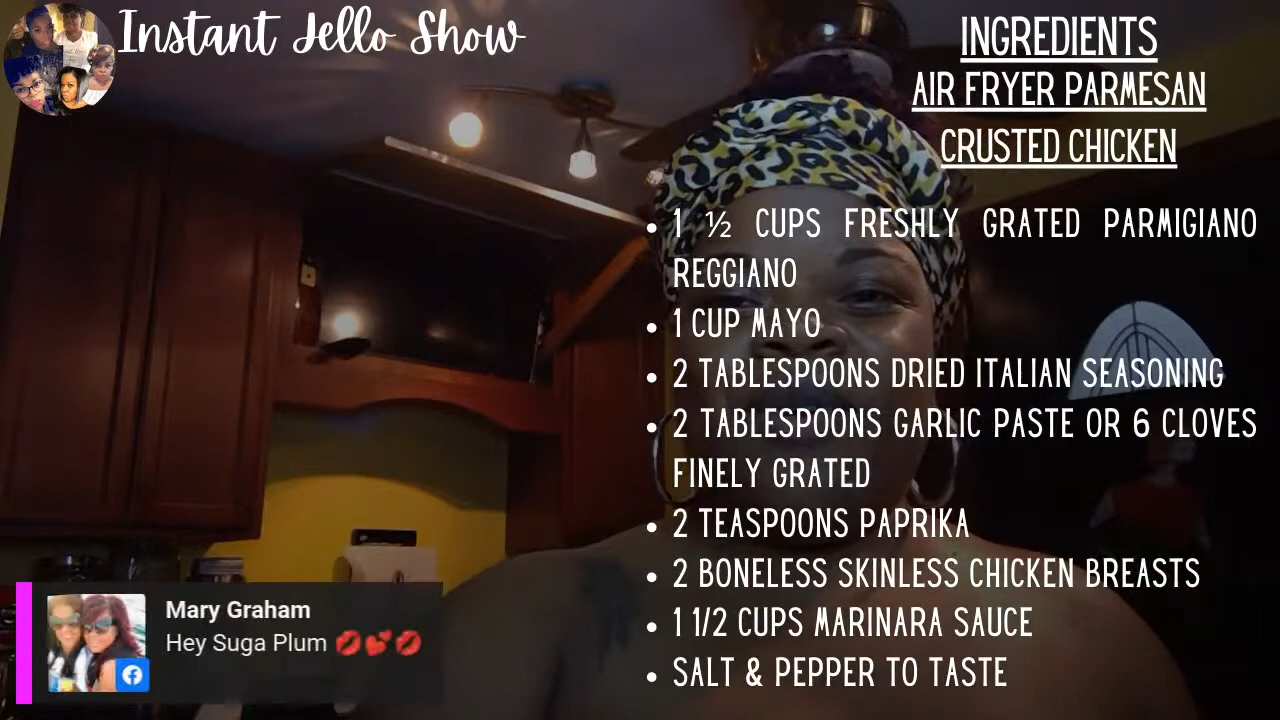 Instant Jello Show
INGREDIENTS
AIR FRYER PARMESAN
CRUSTED CHICKEN
• 1 ½ CUPS FRESHLY GRATED PARMIGIANO
REGGIANO
• 1 CUP MAYO
• 2 TABLESPOONS DRIED ITALIAN SEASONING
• 2 TABLESPOONS GARLIC PASTE OR 6 CLOVES
FINELY GRATED
• 2 TEASPOONS PAPRIKA
• 2 BONELESS SKINLESS CHICKEN BREASTS
• 1 1/2 CUPS MARINARA SAUCE
• SALT & PEPPER TO TASTE
Mary Graham
Hey Suga Plum 💋💕💋